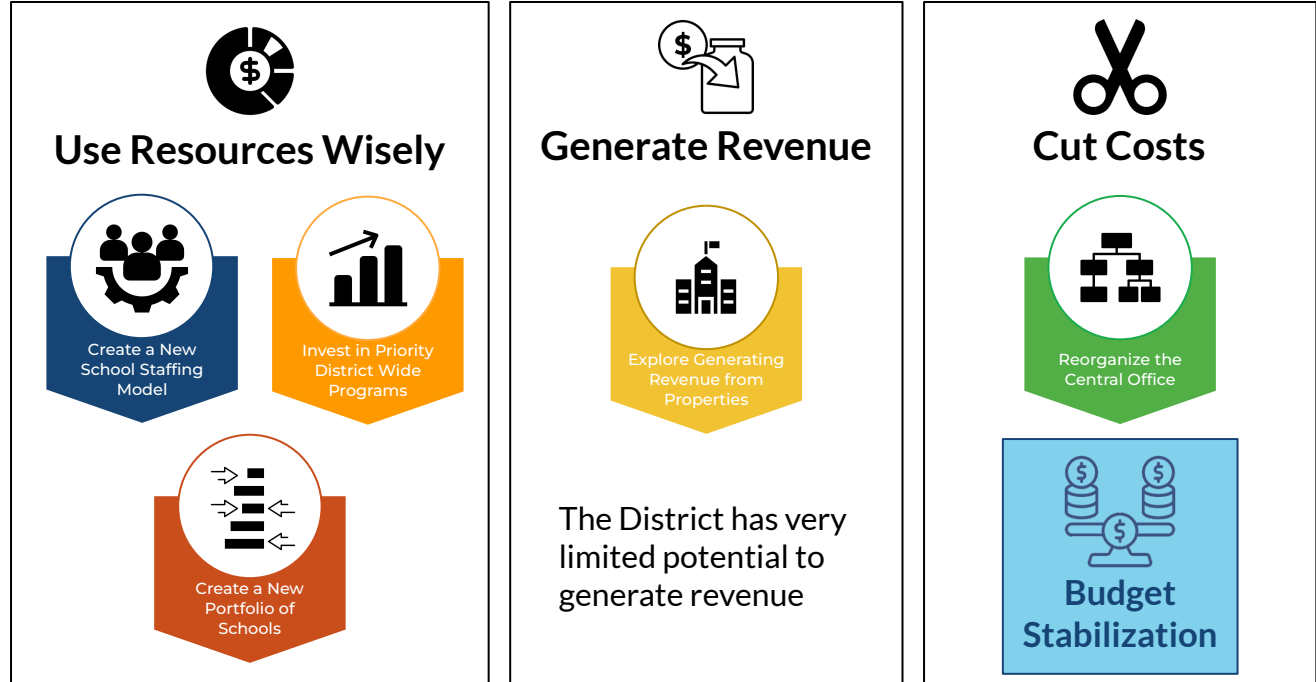 Use Resources Wisely
Create a New
School Staffing
Model
Invest in Priority
District Wide
Programs
Create a New
Portfolio of
Schools
Generate Revenue
Explore Generating
Revenue from
Properties
The District has very
limited potential to
generate revenue
Cut Costs
Reorganize the
Central Office
Budget
Stabilization